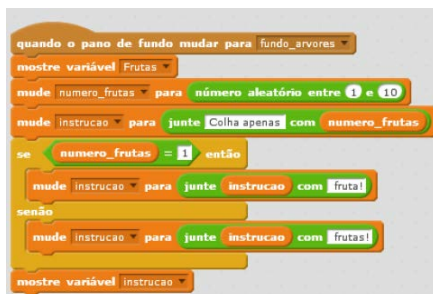 quando o pano de fundo mudar para fundo_arvores
mostre variável Frutas
mude numero_frutas para número aleatório entre 1 e 10
mude instrucao para junte Colha apenas com numero_frutas
se numero_frutas = 1 então
mude instrucao para junte instrucao com fruta!
senão
mude instrucao para junte instrucao com frutas!
mostre variável instrucao